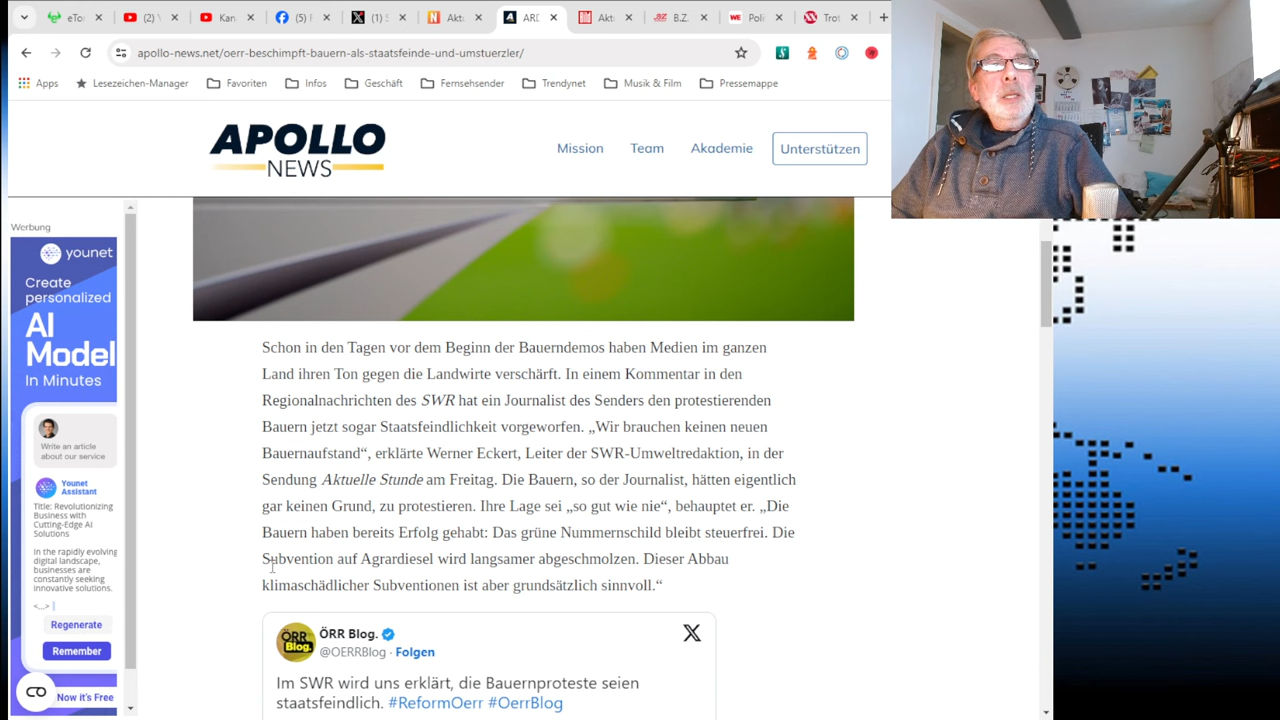 eTor
(2) Y
Kan
(5) F
(1) S
Aktu
ARD
Akt
B.Z.
Poli
Trot
apollo-news.net/oerr-beschimpft-bauern-als-staatsfeinde-und-umstuerzler/
Apps
Lesezeichen-Manager
Favoriten
Infos
Geschäft
Fernsehsender
Trendynet
Musik & Film
Pressemappe
APOLLO
NEWS
Mission
Team
Akademie
Unterstützen
Werbung
younet
Create
personalized
AI
Model
In Minutes
Write an article
about our service
Younet
Assistant
Title: Revolutionizing
Business with
Cutting-Edge AI
Solutions
In the rapidly evolving
digital landscape,
businesses are
constantly seeking
innovative solutions.
<...> |
Regenerate
Remember
Now it's Free
Schon in den Tagen vor dem Beginn der Bauerndemos haben Medien im ganzen
Land ihren Ton gegen die Landwirte verschärft. In einem Kommentar in den
Regionalnachrichten des SWR hat ein Journalist des Senders den protestierenden
Bauern jetzt sogar Staatsfeindlichkeit vorgeworfen. „Wir brauchen keinen neuen
Bauernaufstand“, erklärte Werner Eckert, Leiter der SWR-Umweltredaktion, in der
Sendung Aktuelle Stunde am Freitag. Die Bauern, so der Journalist, hätten eigentlich
gar keinen Grund, zu protestieren. Ihre Lage sei „so gut wie nie“, behauptet er. „Die
Bauern haben bereits Erfolg gehabt: Das grüne Nummernschild bleibt steuerfrei. Die
Subvention auf Agrardiesel wird langsamer abgeschmolzen. Dieser Abbau
klimaschädlicher Subventionen ist aber grundsätzlich sinnvoll.“
ÖRR Blog.
@OERRBlog · Folgen
Im SWR wird uns erklärt, die Bauernproteste seien
staatsfeindlich. #ReformOerr #OerrBlog